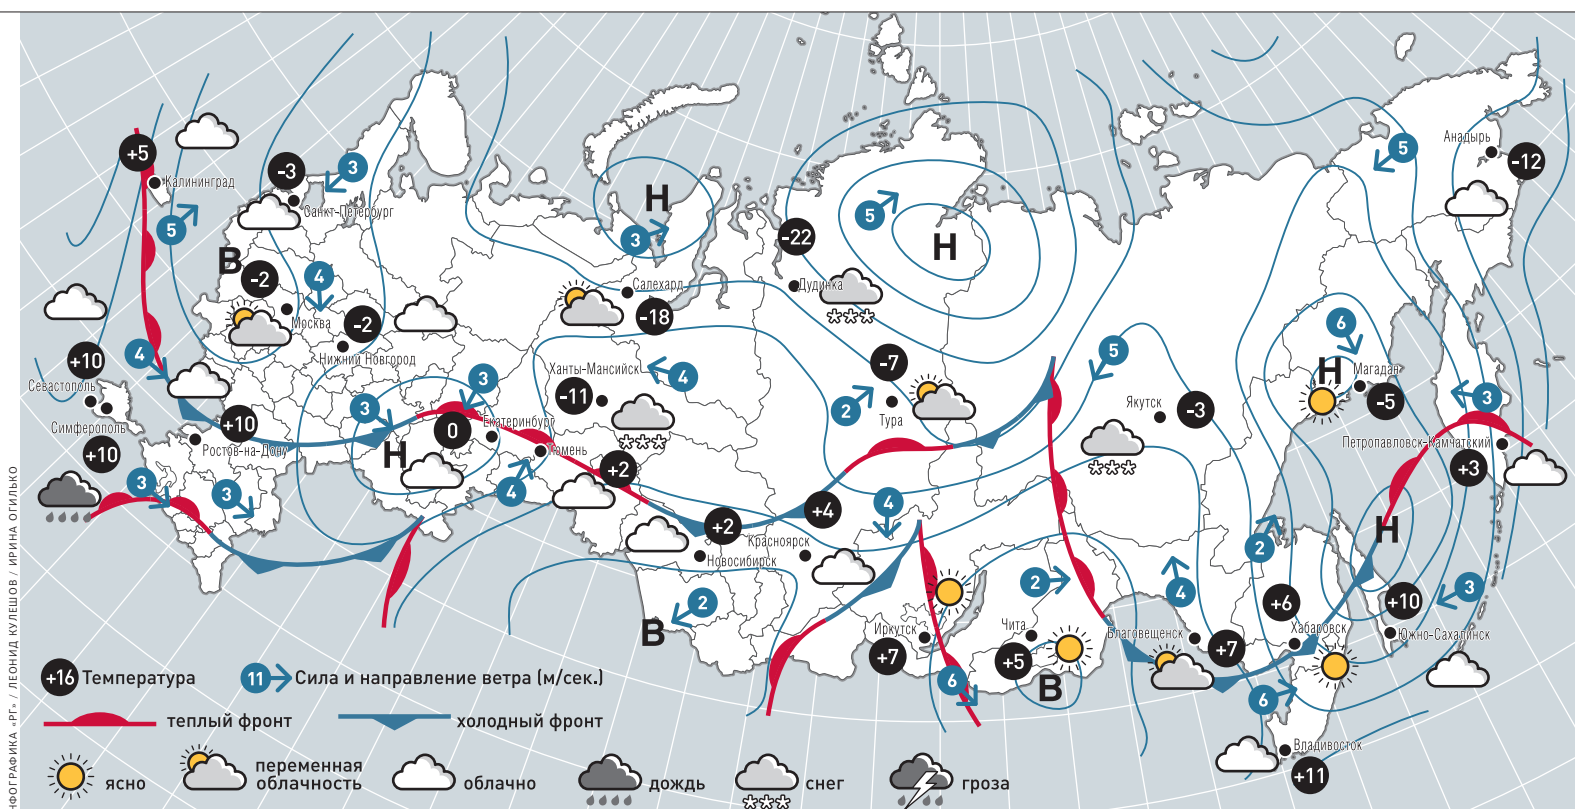 Анадырь
-12
5
+5
Калининград
-3
3
Санкт-Петербург
5
В
-2
4
Москва
-2
Нижний Новгород
Н
3
Салехард
-18
-22
Дудинка
***
5
Н
6
Н
Магадан
-5
3
Петропавловск-Камчатский
+3
+10
4
Севастополь
Симферополь
+10
+10
Ростов-на-Дону
3
3
3
3
Н
0
Екатеринбург
Тюмень
4
Ханты-Мансийск
-11
4
***
-7
2
Тура
5
Якутск
-3
***
+2
+2
Новосибирск
+4
4
Красноярск
2
В
Иркутск
+7
6
2
Чита
+5
В
4
Благовещенск
+7
2
+6
Хабаровск
Н
+10
Южно-Сахалинск
3
6
Владивосток
+11
+16 Температура
11 Сила и направление ветра (м/сек.)
теплый фронт
холодный фронт
ясно
переменная
облачность
облачно
дождь
***
снег
гроза
НФОГРАФИКА «РГ» / ЛЕОНИД КУЛЕШОВ / ИРИНА ОГИЛЬКО